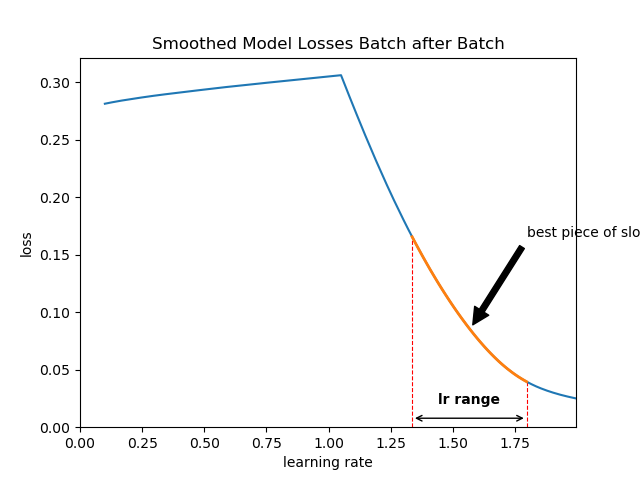 Smoothed Model Losses Batch after Batch
0.30
0.25
0.20
0.15
0.10
0.05
0.00
loss
best piece of slo
lr range
0.00 0.25 0.50 0.75 1.00 1.25 1.50 1.75
learning rate